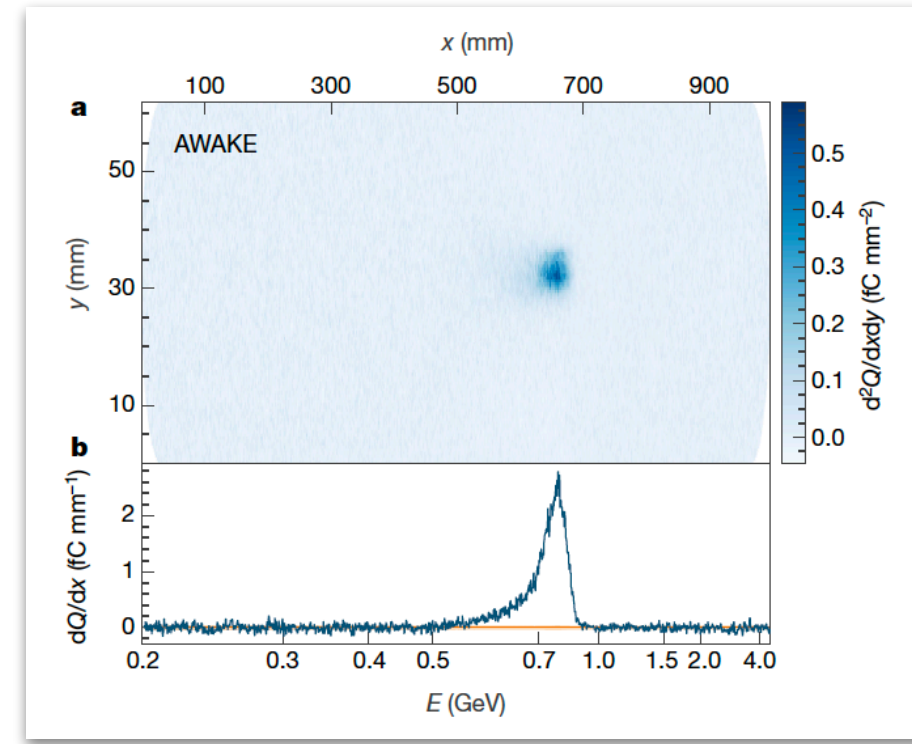 x (mm)
100 300 500 700 900
a
AWAKE
50
30
10
y (mm)
0.5
0.4
0.3
0.2
0.1
0.0
d²Q/dxdy (fC mm⁻²)
b
2
1
0
dQ/dx (fC mm⁻¹)
0.2 0.3 0.4 0.5 0.7 1.0 1.5 2.0 4.0
E (GeV)